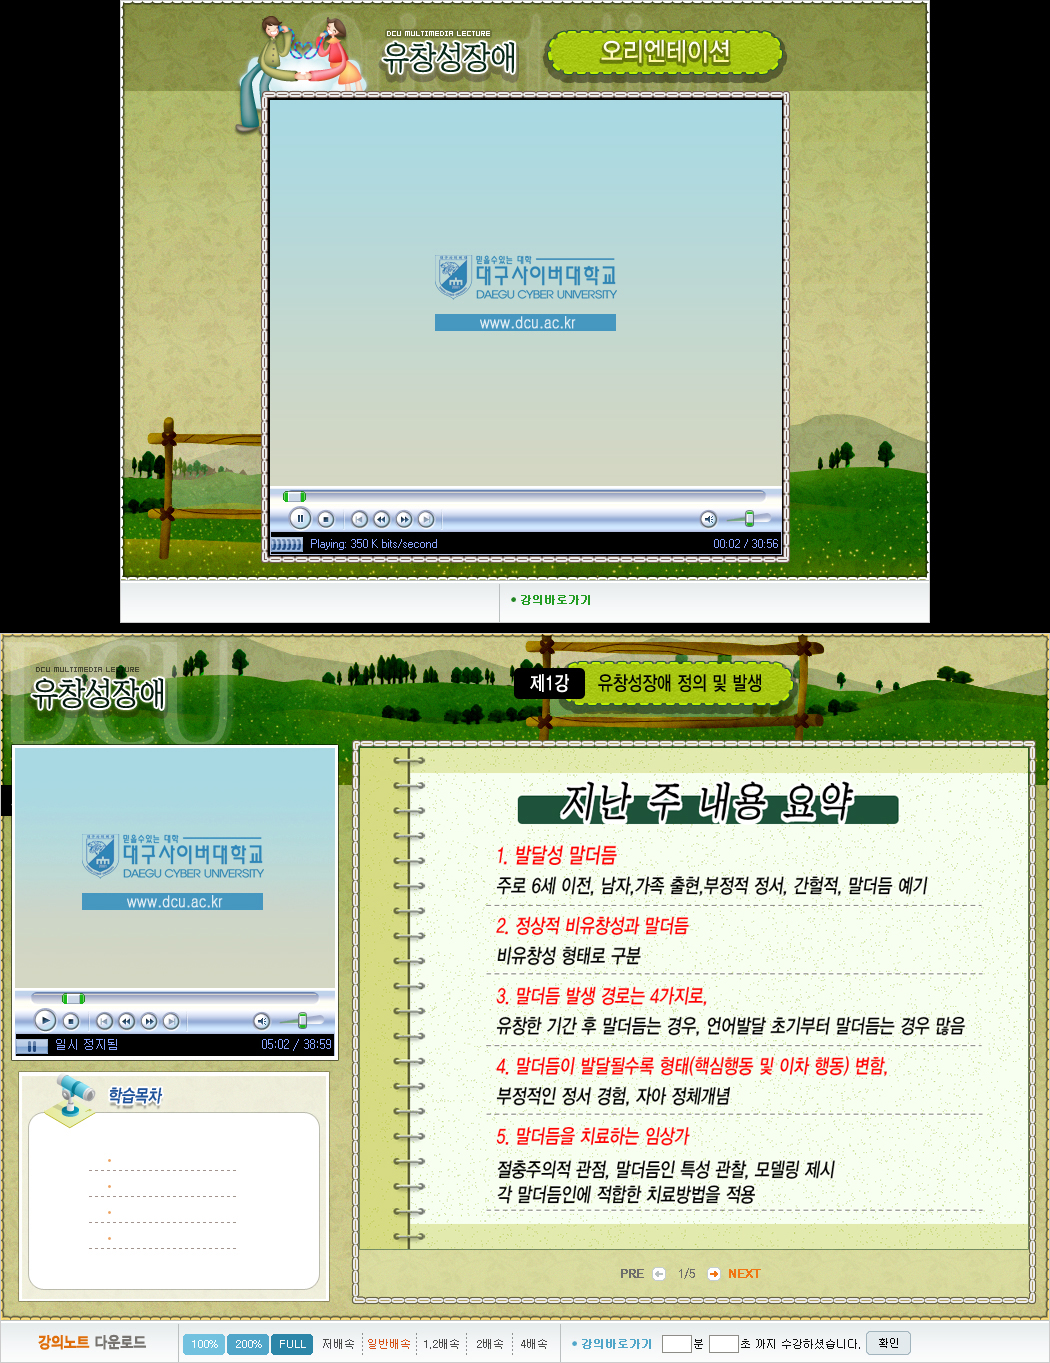 DCU MULTIMEDIA LECTURE
유창성장애
오리엔테이션
믿을수있는 대학
대구사이버대학교
DAEGU CYBER UNIVERSITY
www.dcu.ac.kr
Playing: 350 K bits/second
00:02 / 30:56
• 강의바로가기
DCU
DCU MULTIMEDIA LECTURE
유창성장애
제1강
유창성장애 정의 및 발생
믿을수있는 대학
대구사이버대학교
DAEGU CYBER UNIVERSITY
www.dcu.ac.kr
일시 정지됨
05:02 / 38:59
학습목차
지난 주 내용 요약
1. 발달성 말더듬
주로 6세 이전, 남자,가족 출현,부정적 정서, 간헐적, 말더듬 예기
2. 정상적 비유창성과 말더듬
비유창성 형태로 구분
3. 말더듬 발생 경로는 4가지로,
유창한 기간 후 말더듬는 경우, 언어발달 초기부터 말더듬는 경우 많음
4. 말더듬이 발달될수록 형태(핵심행동 및 이차 행동) 변함,
부정적인 정서 경험, 자아 정체개념
5. 말더듬을 치료하는 임상가
절충주의적 관점, 말더듬인 특성 관찰, 모델링 제시
각 말더듬인에 적합한 치료방법을 적용
PRE 1/5 NEXT
강의노트 다운로드
100% 200% FULL 저배속 일반배속 1,2배속 2배속 4배속
• 강의바로가기 분 초 까지 수강하셨습니다. 확인